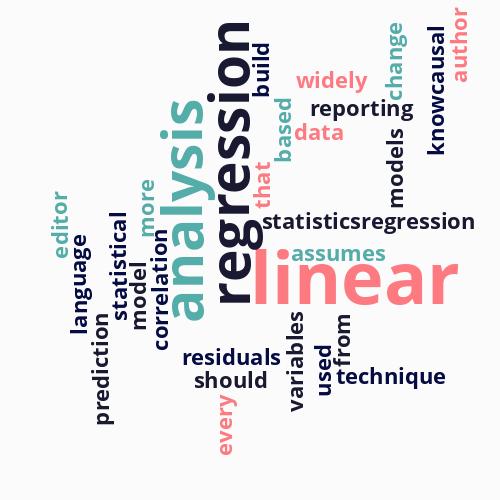 regression
analysis
linear
build
widely
change
knowcausal
author
reporting
data
based
that
models
statisticsregression
assumes
editor
more
statistical
language
model
correlation
prediction
residuals
should
variables
from
used
technique
every